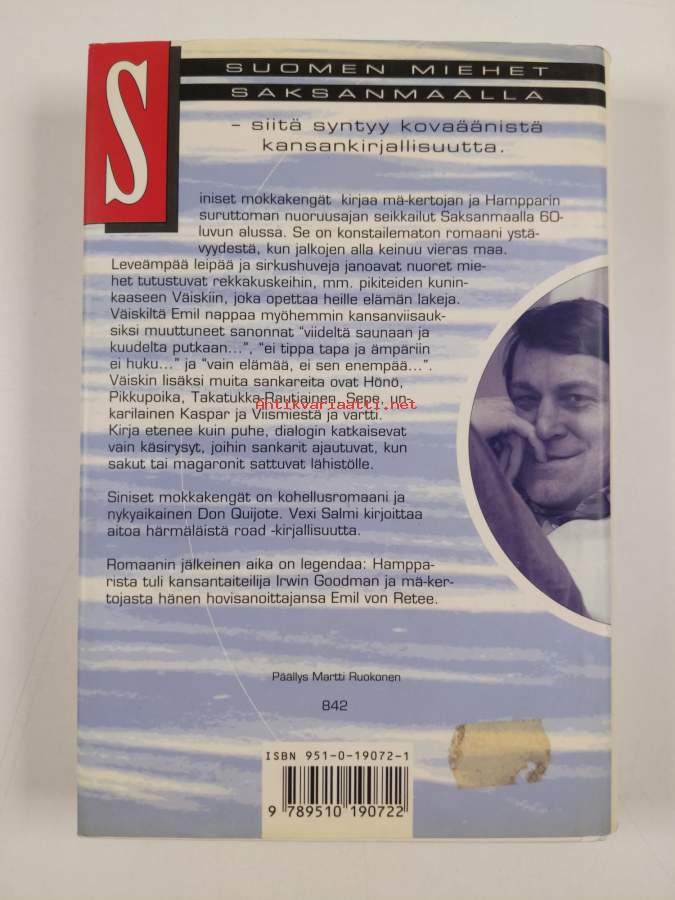 SUOMEN MIEHET
SAKSANMAALLA
– siitä syntyy kovaäänistä
kansankirjallisuutta.
S
iniset mokkakengät kirjaa mä-kertojan ja Hampparin
suruttoman nuoruusajan seikkailut Saksanmaalla 60-
luvun alussa. Se on konstailematon romaani ystä-
vyydestä, kun jalkojen alla keinuu vieras maa.
Leveämpää leipää ja sirkushuveja janoavat nuoret mie-
het tutustuvat rekkakuskeihin, mm. pikiteiden kunin-
kaaseen Väiskiin, joka opettaa heille elämän lakeja.
Väiskiltä Emil nappaa myöhemmin kansanviisauk-
siksi muuttuneet sanonnat "viideltä saunaan ja
kuudelta putkaan...", "ei tippa tapa ja ämpäriin
ei huku..." ja "vain elämää, ei sen enempää...".
Väiskin lisäksi muita sankareita ovat Hönö,
Pikkupoika, Takatukka-Rautiainen, Sepe, un-
karilainen Kaspar ja Viismiestä ja vartti.
Antikvariaatti.net
Kirja etenee kuin puhe, dialogin katkaisevat
vain käsirysyt, joihin sankarit ajautuvat, kun
sakut tai magaronit sattuvat lähistölle.
Siniset mokkakengät on kohellusromaani ja
nykyaikainen Don Quijote. Vexi Salmi kirjoittaa
aitoa härmäläistä road -kirjallisuutta.
Romaanin jälkeinen aika on legendaa: Hamppa-
rista tuli kansantaiteilija Irwin Goodman ja mä-ker-
tojasta hänen hovisanoittajansa Emil von Retee.
Päällys Martti Ruokonen
842
ISBN 951-0-19072-1
9 789510 190722